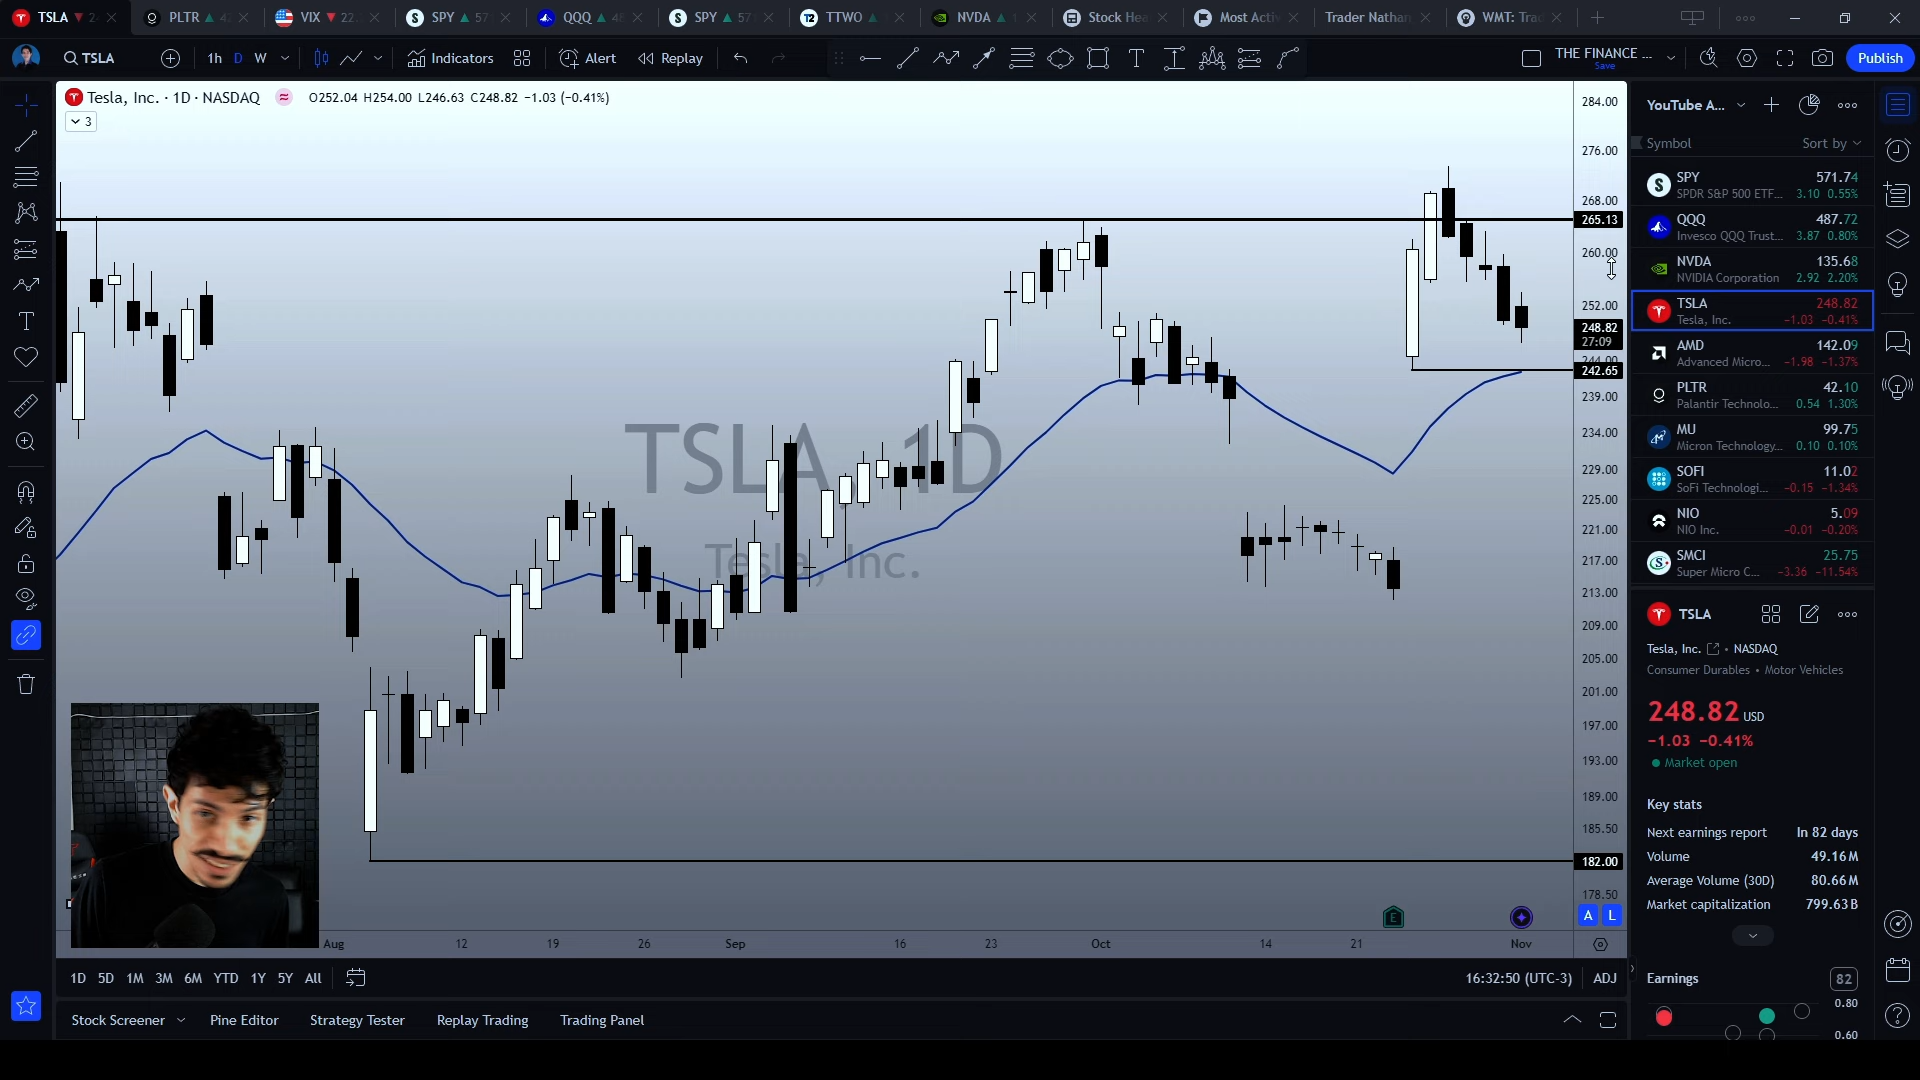 TSLA
PLTR
VIX
SPY
QQQ
SPY
TTWO
NVDA
Stock Hea
Most Activ
Trader Nathan
WMT: Trad
TSLA
1h D W
Indicators
Alert
Replay
THE FINANCE ...
Save
Publish
Tesla, Inc. · 1D · NASDAQ
O252.04 H254.00 L246.63 C248.82 −1.03 (−0.41%)
3
TSLA, 1D
Tesla, Inc.
284.00
276.00
268.00
265.13
260.00
252.00
248.82
27:09
244.00
242.65
239.00
234.00
229.00
225.00
221.00
217.00
213.00
209.00
205.00
201.00
197.00
193.00
189.00
185.50
182.00
178.50
A L
E
Aug 12 19 26 Sep 16 23 Oct 14 21 Nov
1D 5D 1M 3M 6M YTD 1Y 5Y All
16:32:50 (UTC-3) ADJ
Stock Screener
Pine Editor
Strategy Tester
Replay Trading
Trading Panel
YouTube A...
Symbol Sort by
SPY 571.74
SPDR S&P 500 ETF... 3.10 0.55%
QQQ 487.72
Invesco QQQ Trust... 3.87 0.80%
NVDA 135.68
NVIDIA Corporation 2.92 2.20%
TSLA 248.82
Tesla, Inc. −1.03 −0.41%
AMD 142.09
Advanced Micro... −1.98 −1.37%
PLTR 42.10
Palantir Technolo... 0.54 1.30%
MU 99.75
Micron Technology... 0.10 0.10%
SOFI 11.02
SoFi Technologi... −0.15 −1.34%
NIO 5.09
NIO Inc. −0.01 −0.20%
SMCI 25.75
Super Micro C... −3.36 −11.54%
TSLA
Tesla, Inc. • NASDAQ
Consumer Durables • Motor Vehicles
248.82 USD
−1.03 −0.41%
Market open
Key stats
Next earnings report In 82 days
Volume 49.16M
Average Volume (30D) 80.66M
Market capitalization 799.63B
Earnings 82
0.80
0.60